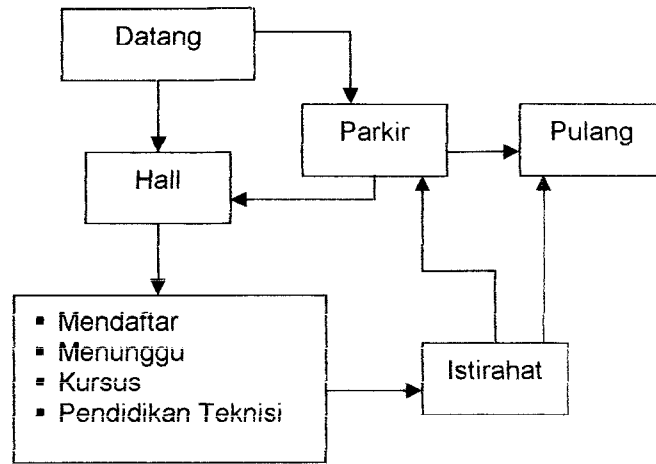 Datang
Parkir
Pulang
Hall
▪ Mendaftar
▪ Menunggu
▪ Kursus
▪ Pendidikan Teknisi
Istirahat